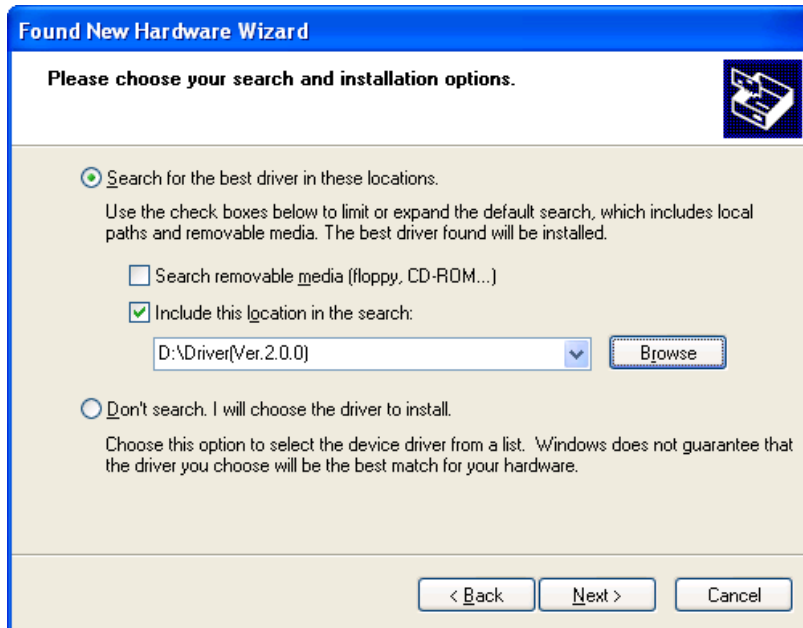 Found New Hardware Wizard
Please choose your search and installation options.
Search for the best driver in these locations.
Use the check boxes below to limit or expand the default search, which includes local
paths and removable media. The best driver found will be installed.
Search removable media (floppy, CD-ROM...)
Include this location in the search:
D:\Driver(Ver.2.0.0)
Browse
Don't search. I will choose the driver to install.
Choose this option to select the device driver from a list. Windows does not guarantee that
the driver you choose will be the best match for your hardware.
< Back
Next >
Cancel